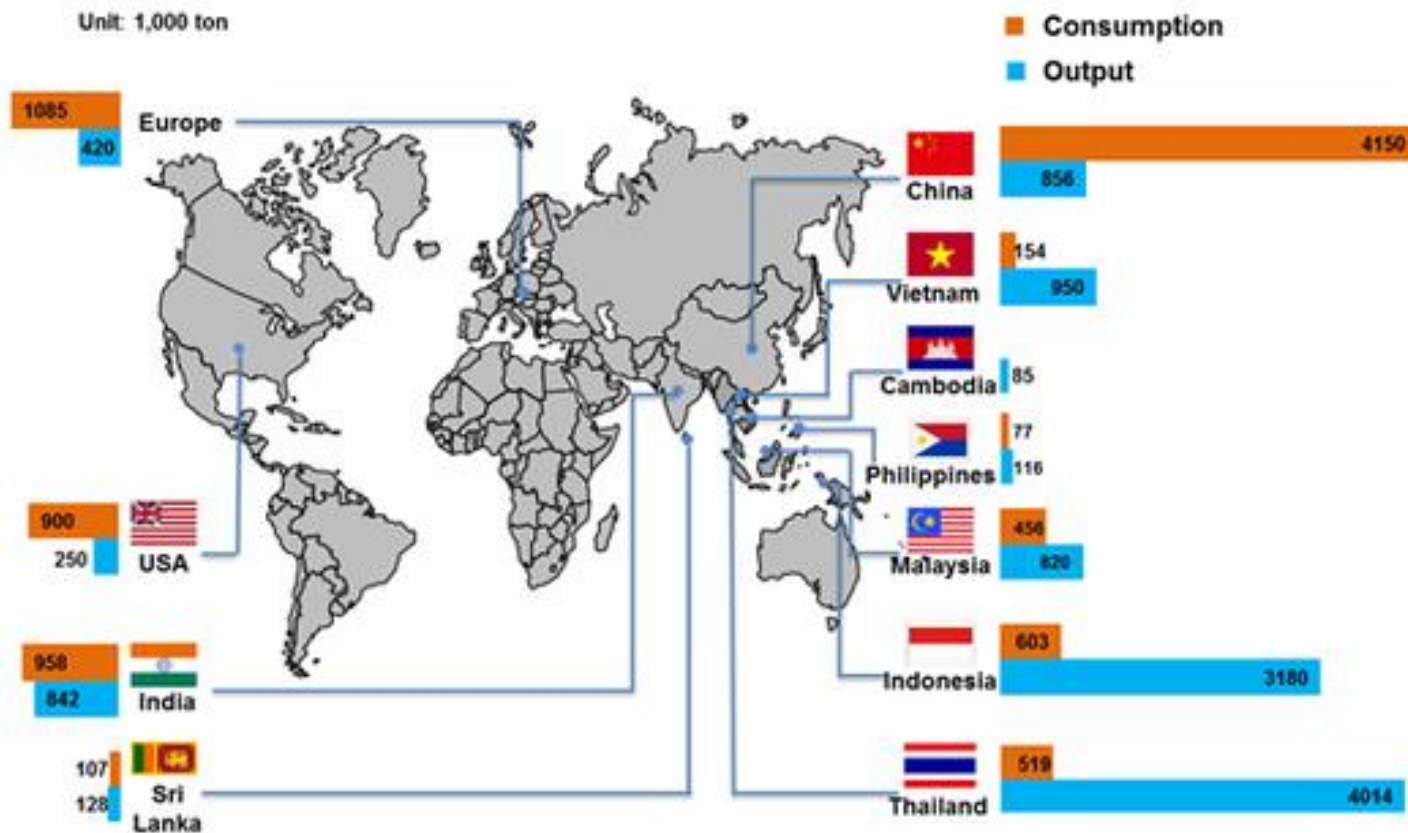 Unit: 1,000 ton
Consumption
Output
1085
Europe
420
China
4150
856
Vietnam
154
950
Cambodia
85
Philippines
77
116
900
USA
250
Malaysia
456
820
958
India
842
Indonesia
603
3180
107
Sri
Lanka
128
Thailand
519
4014